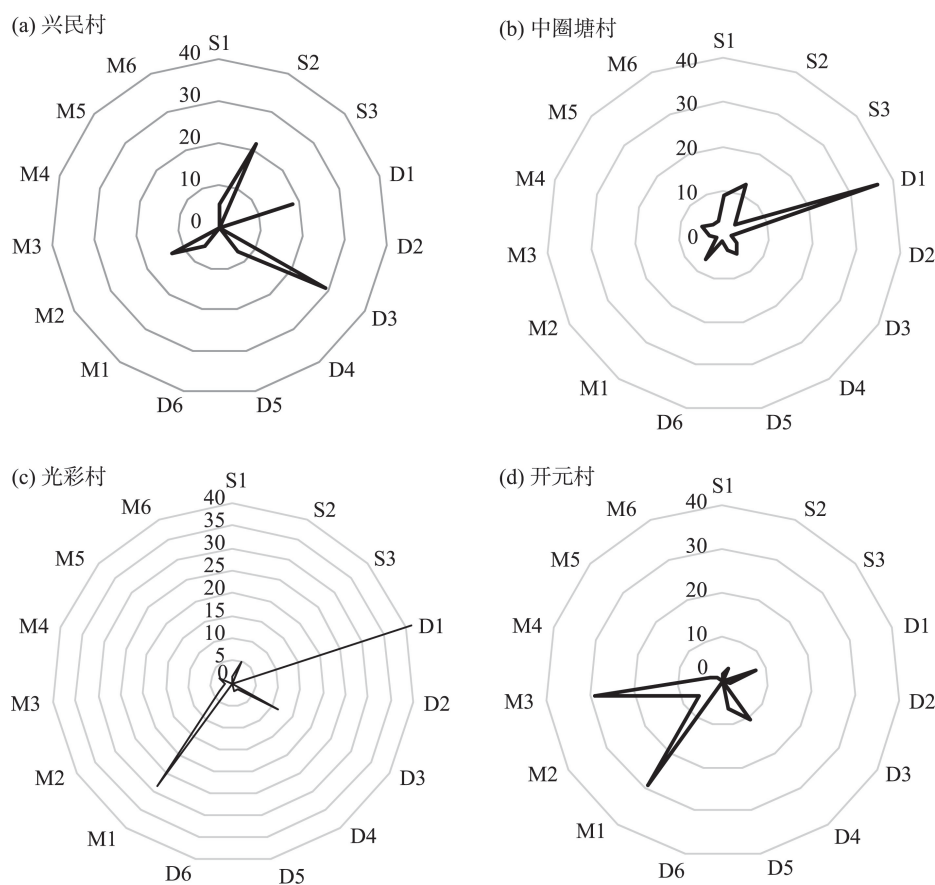 (a) 兴民村
S1
S2
S3
D1
D2
D3
D4
D5
D6
M1
M2
M3
M4
M5
M6
40
30
20
10
0
(b) 中圈塘村
S1
S2
S3
D1
D2
D3
D4
D5
D6
M1
M2
M3
M4
M5
M6
40
30
20
10
0
(c) 光彩村
S1
S2
S3
D1
D2
D3
D4
D5
D6
M1
M2
M3
M4
M5
M6
40
35
30
25
20
15
10
5
0
(d) 开元村
S1
S2
S3
D1
D2
D3
D4
D5
D6
M1
M2
M3
M4
M5
M6
40
30
20
10
0